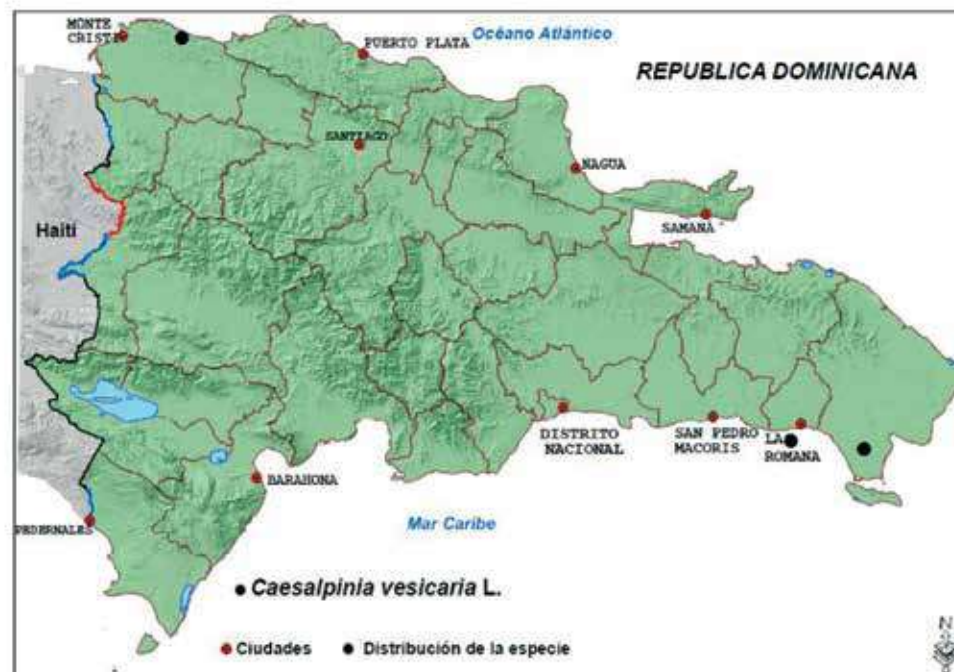 MONTE
CRISTI
PUERTO PLATA
Océano Atlántico
REPUBLICA DOMINICANA
SANTIAGO
NAGUA
SAMANA
Haití
DISTRITO
NACIONAL
SAN PEDRO
MACORIS
LA
ROMANA
BARAHONA
PEDERNALES
Mar Caribe
Caesalpinia vesicaria L.
Ciudades
Distribución de la especie
N